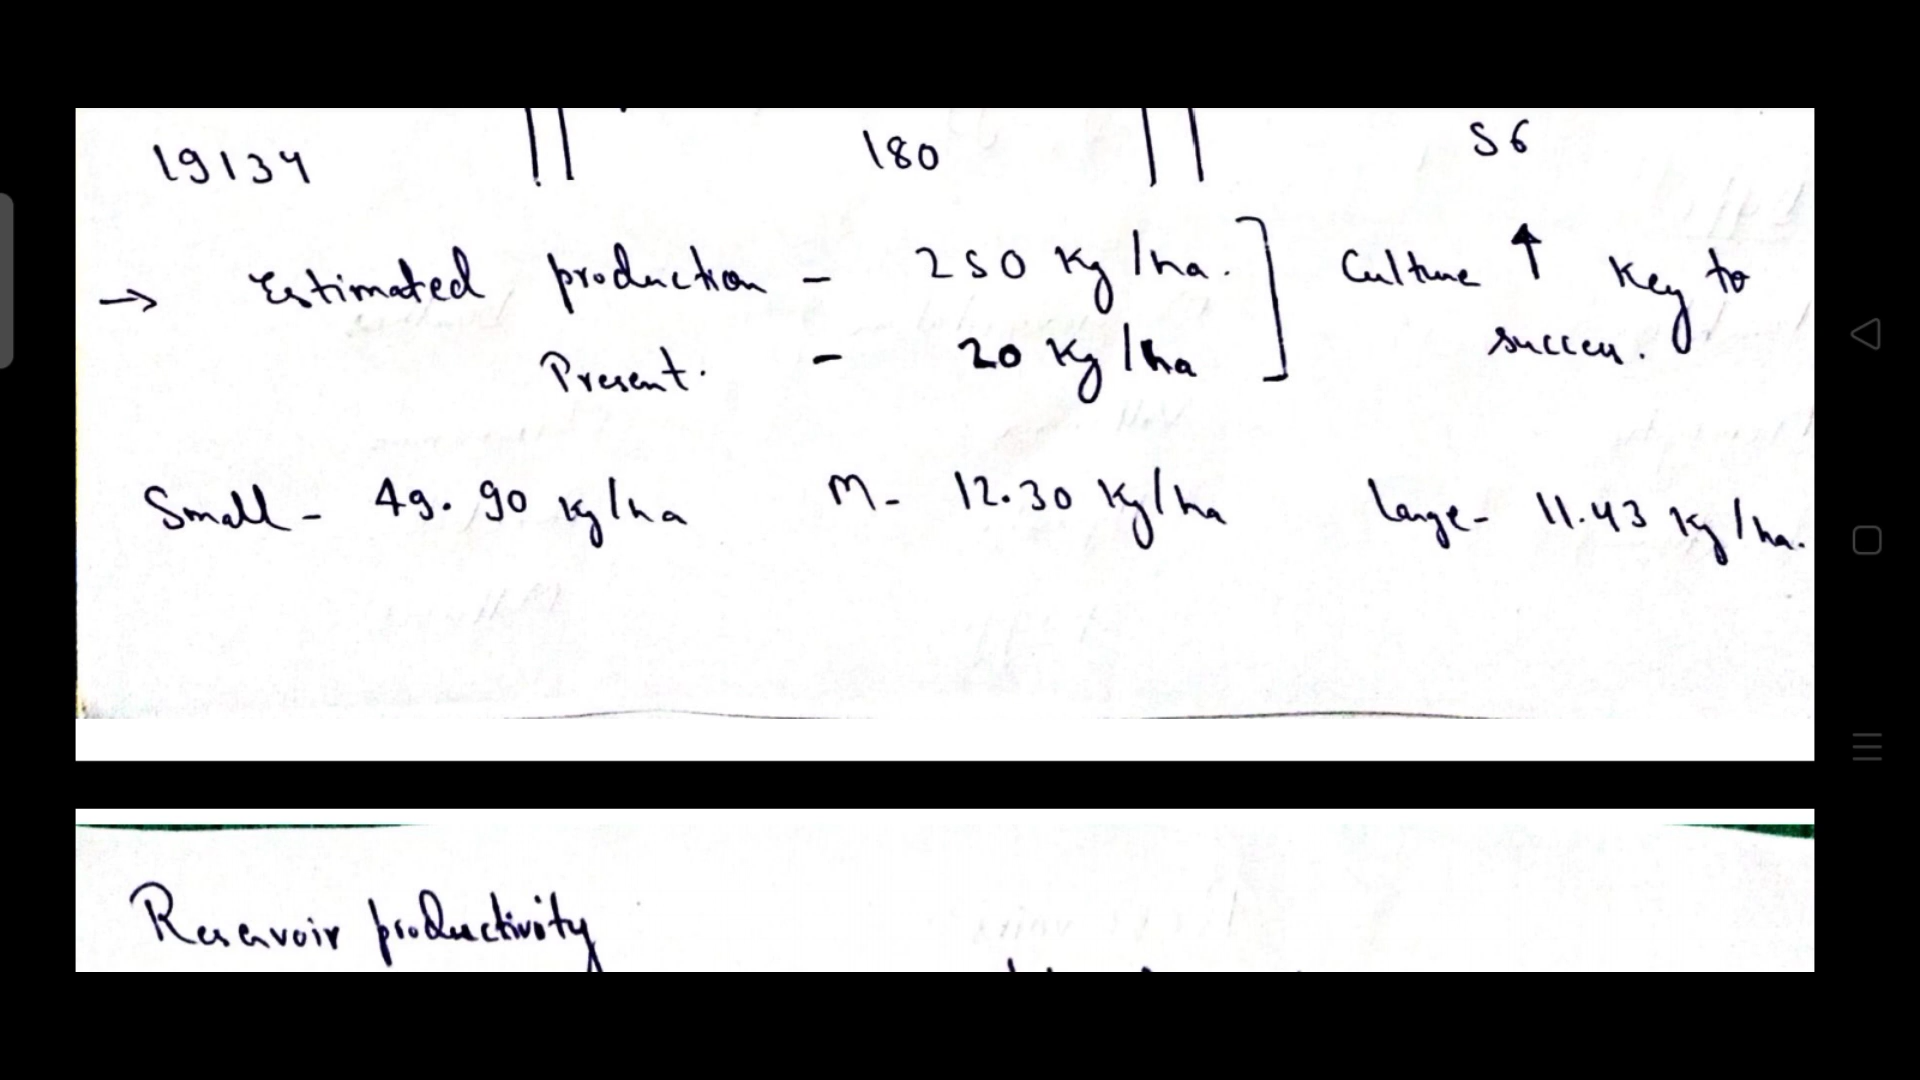 19134 || 180 || 56
→ Estimated production - 250 Kg/ha. ] Culture ↑ Key to
Present. - 20 Kg/ha succes.
Small - 49.90 Kg/ha M - 12.30 Kg/ha large - 11.43 Kg/ha.
Reservoir productivity